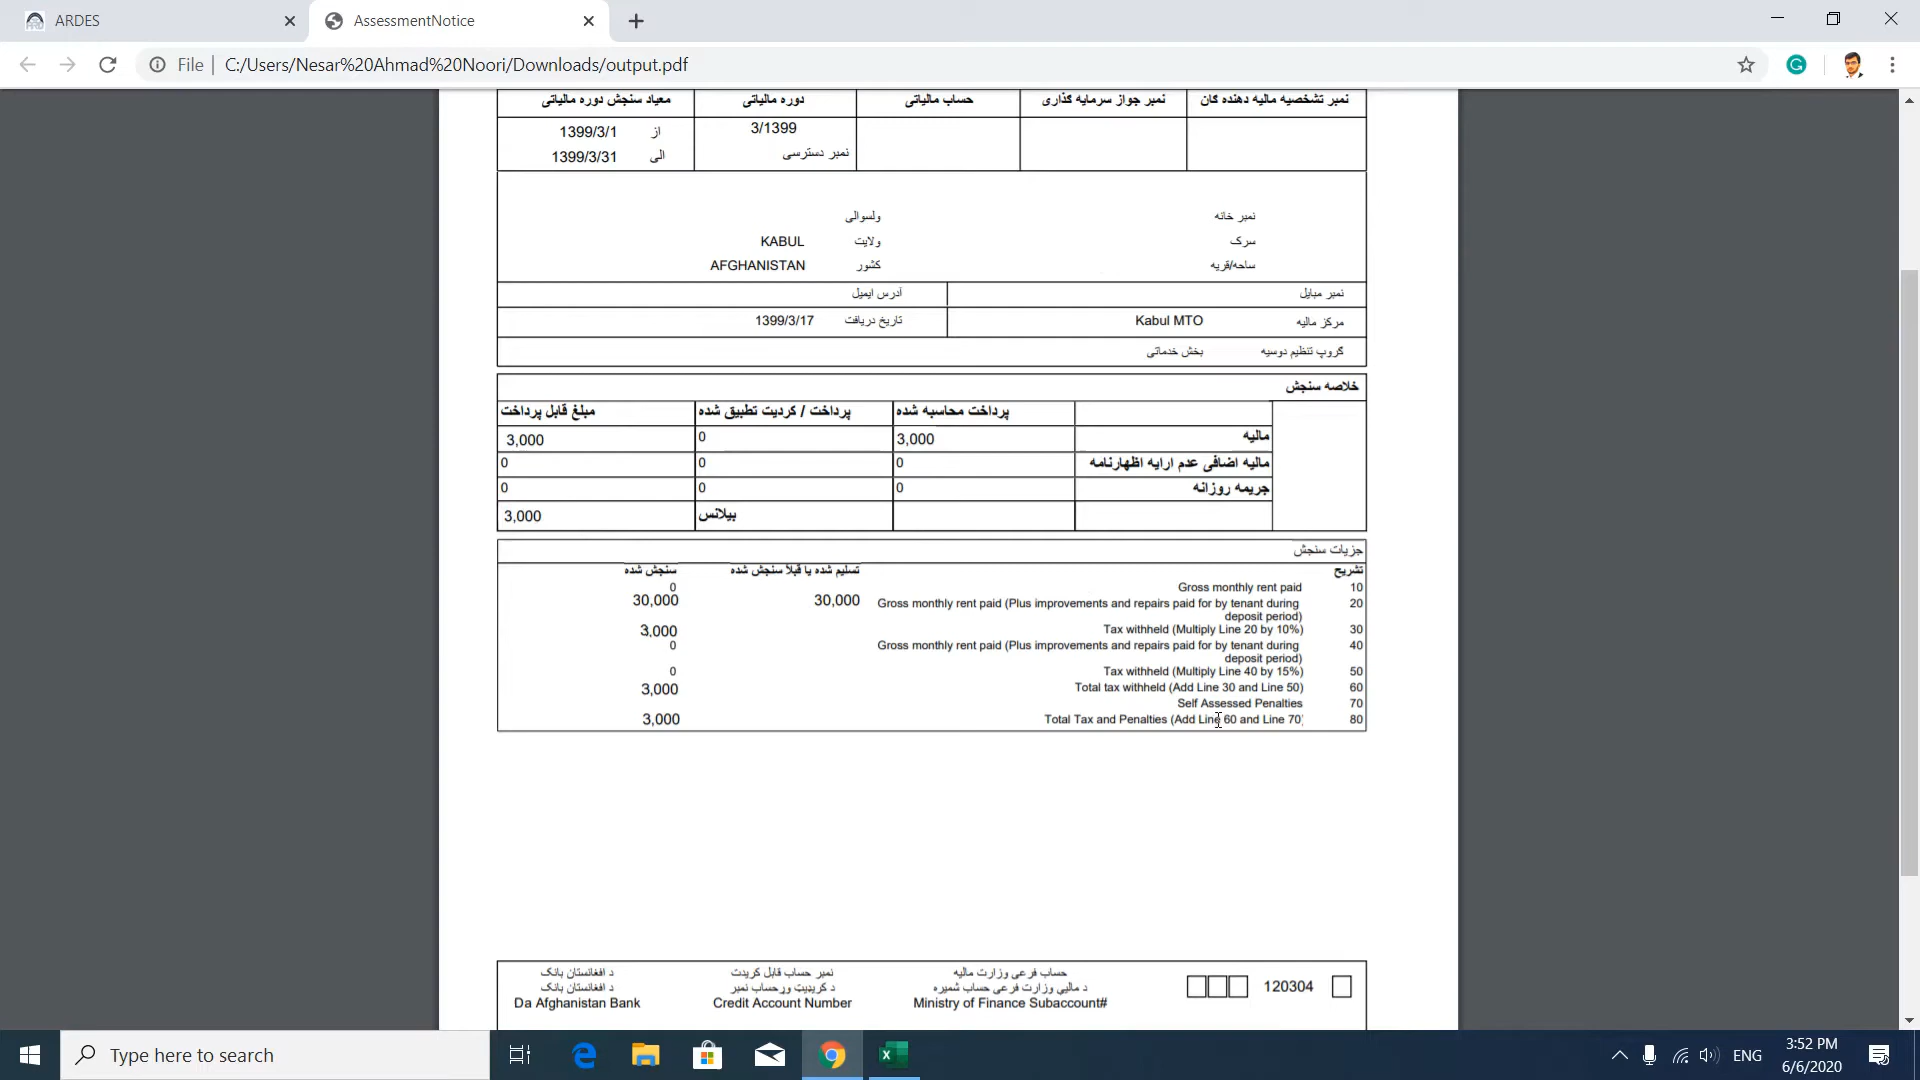 ARDES
AssessmentNotice
File
C:/Users/Nesar%20Ahmad%20Noori/Downloads/output.pdf
نمبر تشخصیه مالیه دهنده گان
نمبر جواز سرمایه گذاری
حساب مالیاتی
دوره مالیاتی
معیاد سنجش دوره مالیاتی
3/1399
نمبر دسترسی
از 1399/3/1
الی 1399/3/31
نمبر خانه
ولسوالی
سرک
ولایت KABUL
ساحه/قریه
کشور AFGHANISTAN
نمبر مبایل
آدرس ایمیل
مرکز مالیه Kabul MTO
تاریخ دریافت 1399/3/17
گروپ تنظیم دوسیه بخش خدماتی
خلاصه سنجش
پرداخت محاسبه شده
پرداخت / کردیت تطبیق شده
مبلغ قابل پرداخت
مالیه 3,000 0 3,000
مالیه اضافی عدم ارایه اظهارنامه 0 0 0
جریمه روزانه 0 0 0
بیلانس 3,000
جزیات سنجش
تشریح
تسلیم شده یا قبلاً سنجش شده
سنجش شده
10 Gross monthly rent paid 0
20 Gross monthly rent paid (Plus improvements and repairs paid for by tenant during 30,000 30,000
deposit period)
30 Tax withheld (Multiply Line 20 by 10%) 3,000
40 Gross monthly rent paid (Plus improvements and repairs paid for by tenant during 0
deposit period)
50 Tax withheld (Multiply Line 40 by 15%) 0
60 Total tax withheld (Add Line 30 and Line 50) 3,000
70 Self Assessed Penalties
80 Total Tax and Penalties (Add Line 60 and Line 70) 3,000
120304
حساب فرعی وزارت مالیه
د مالیی وزارت فرعی حساب شمیره
Ministry of Finance Subaccount#
نمبر حساب قابل کریدت
د کریډیټ وړحساب نمبر
Credit Account Number
د افغانستان بانک
د افغانستان بانک
Da Afghanistan Bank
Type here to search
ENG
3:52 PM
6/6/2020